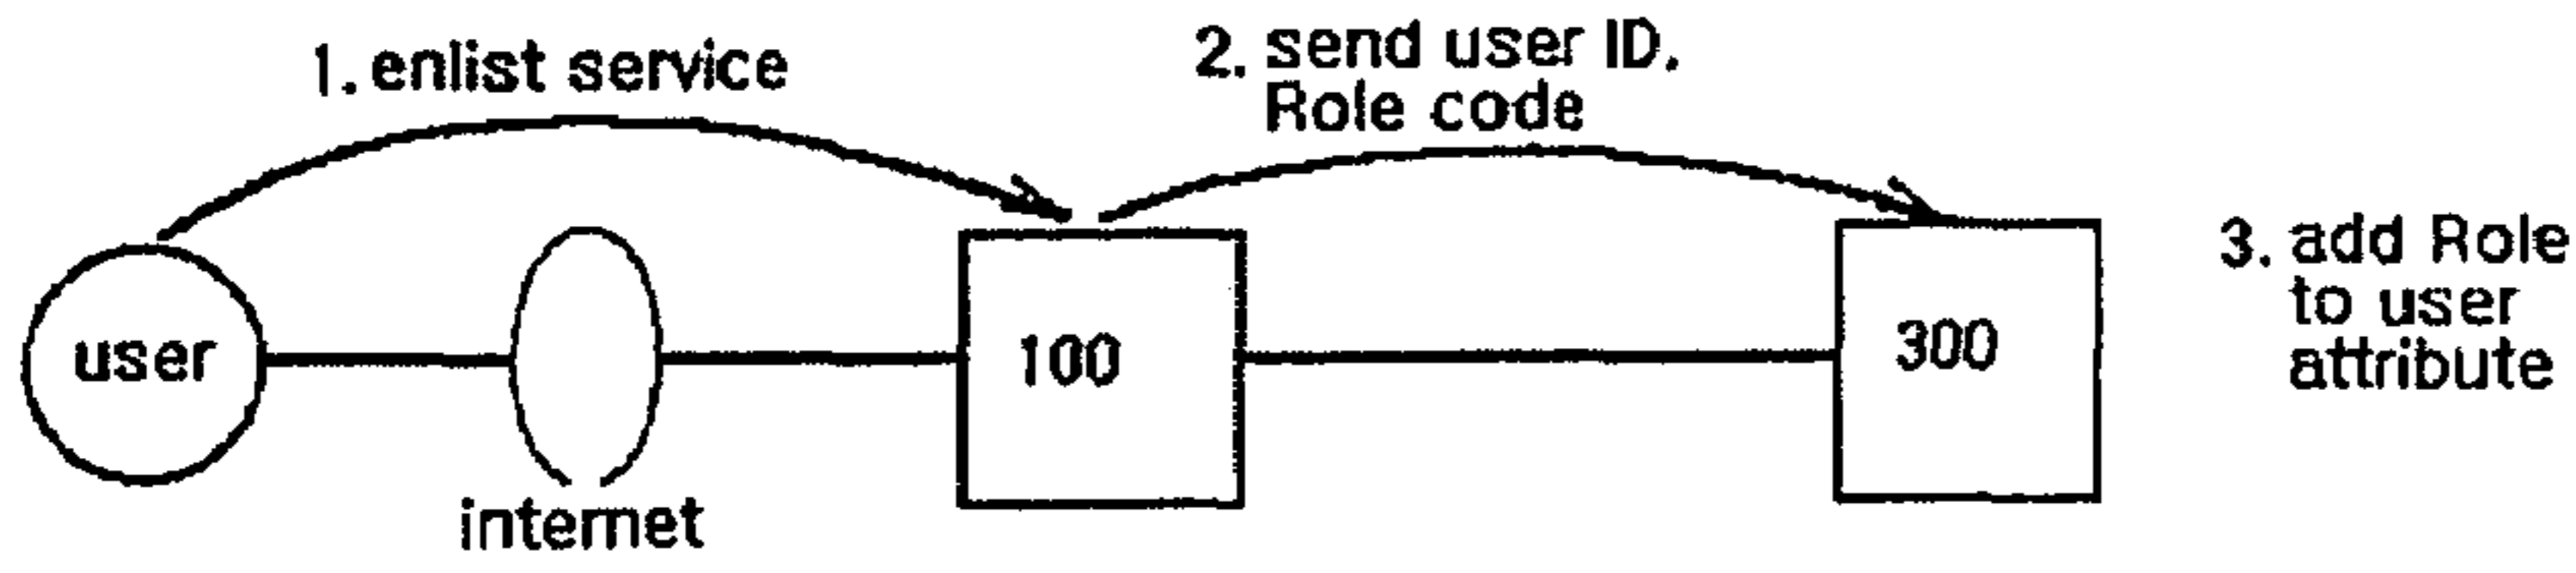 1. enlist service
2. send user ID.
Role code
user
internet
100
300
3. add Role
to user
attribute